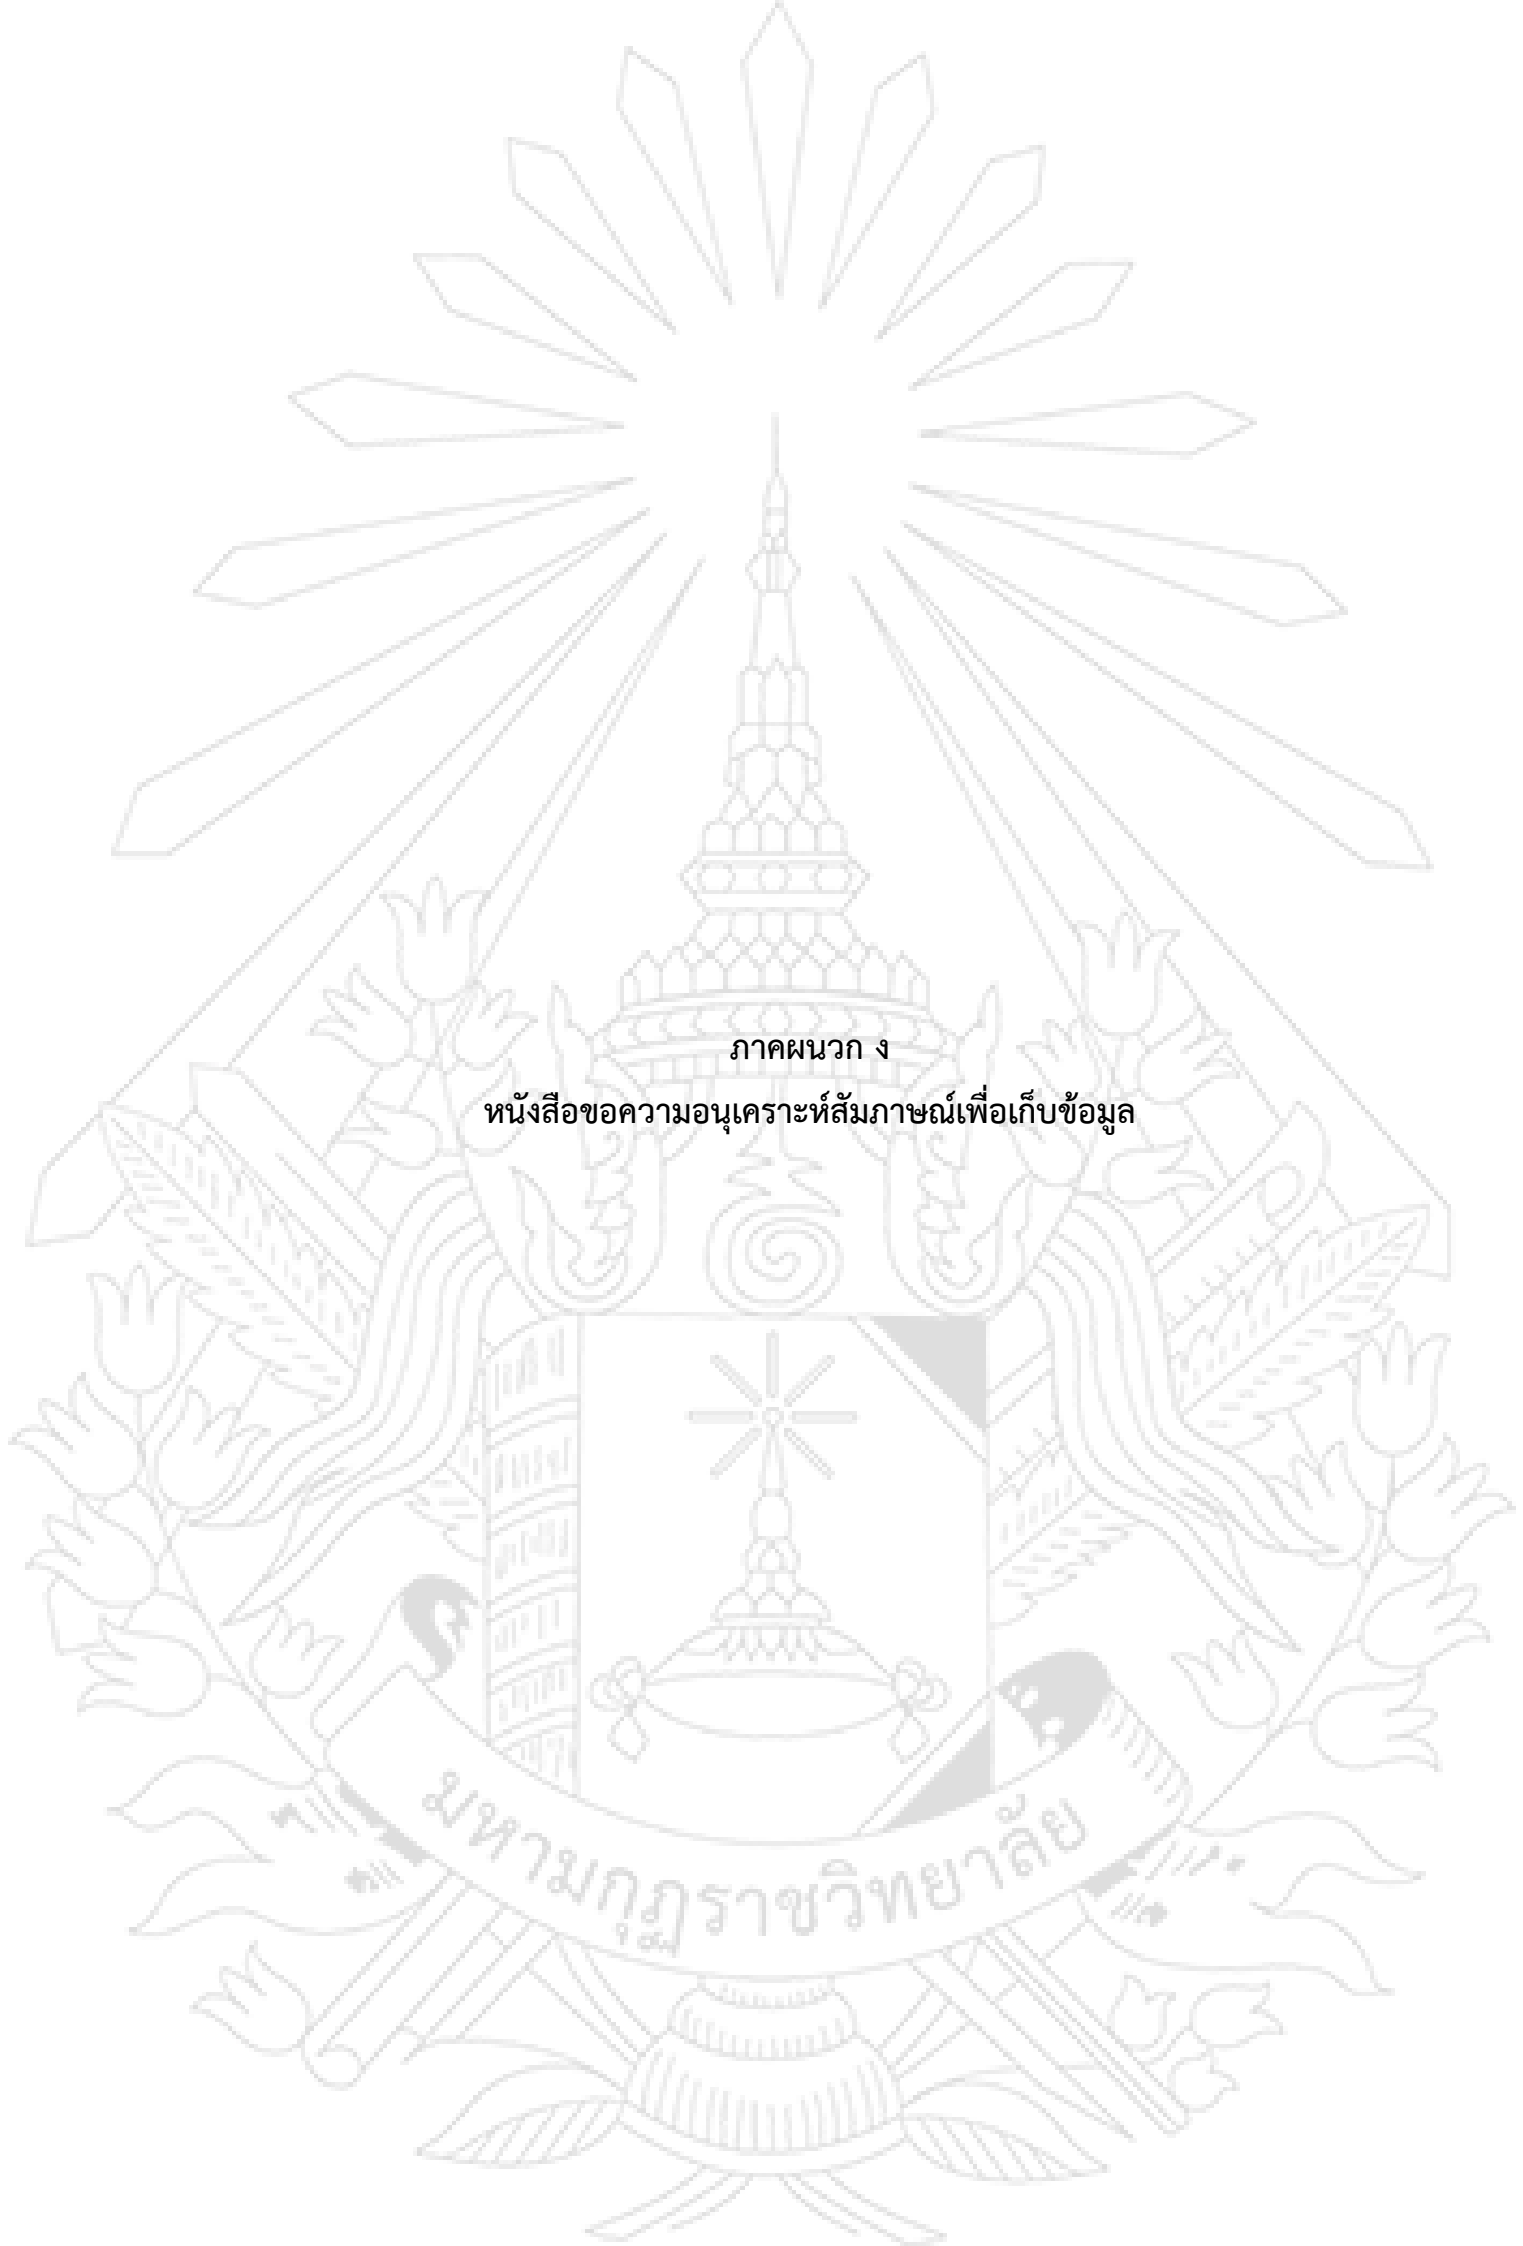 ภาคผนวก ง
หนังสือขอความอนุเคราะห์สัมภาษณ์เพื่อเก็บข้อมูล
มหามกุฏราชวิทยาลัย